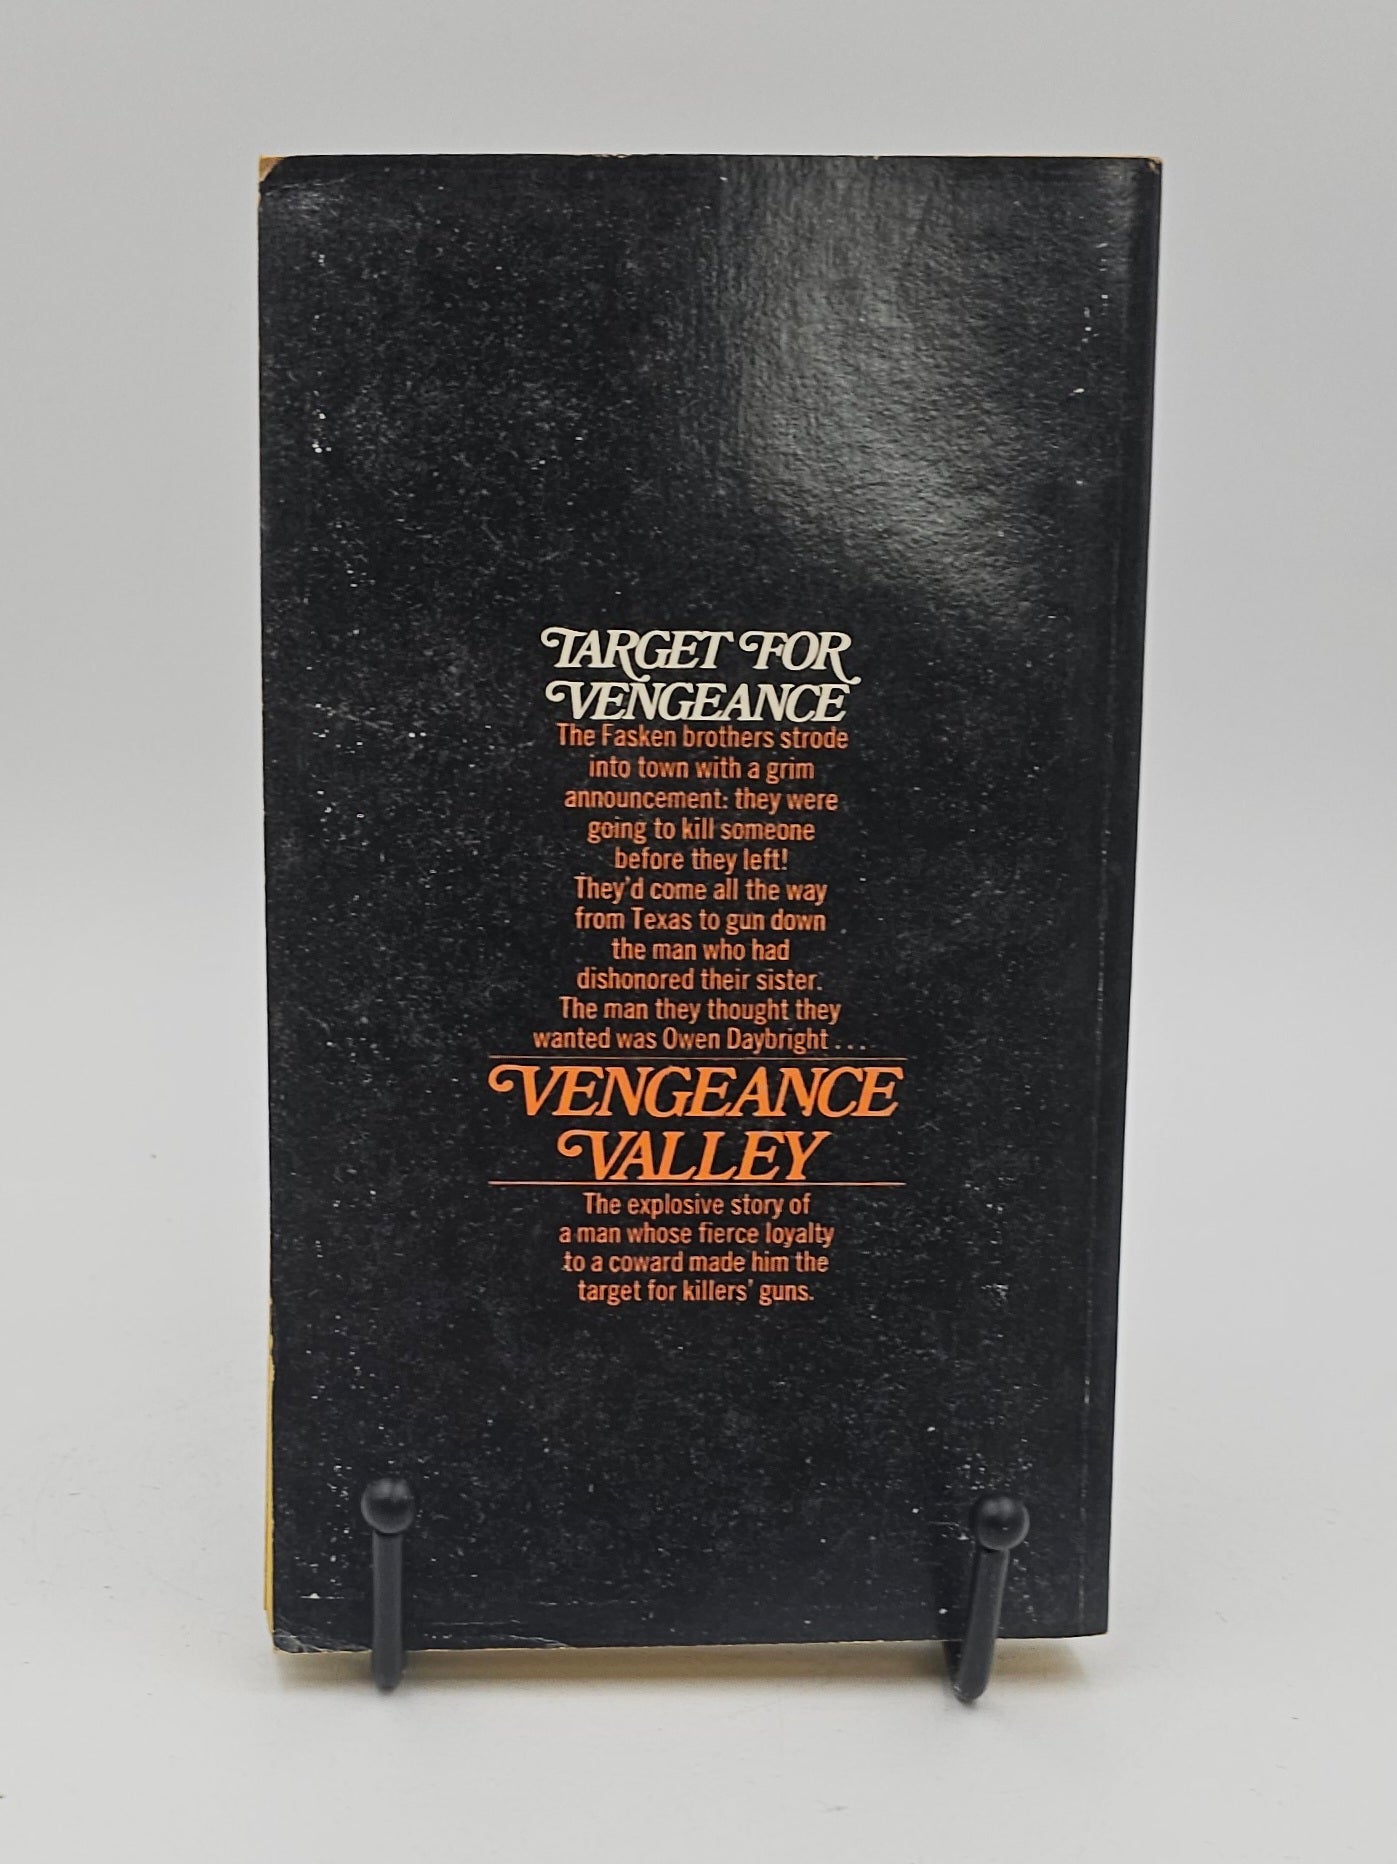 TARGET FOR
VENGEANCE
The Fasken brothers strode
into town with a grim
announcement: they were
going to kill someone
before they left!
They'd come all the way
from Texas to gun down
the man who had
dishonored their sister.
The man they thought they
wanted was Owen Daybright ....
VENGEANCE
VALLEY
The explosive story of
a man whose fierce loyalty
to a coward made him the
target for killers' guns.